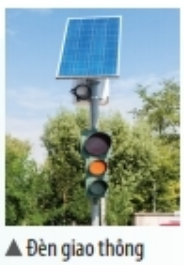 ▲ Đèn giao thông